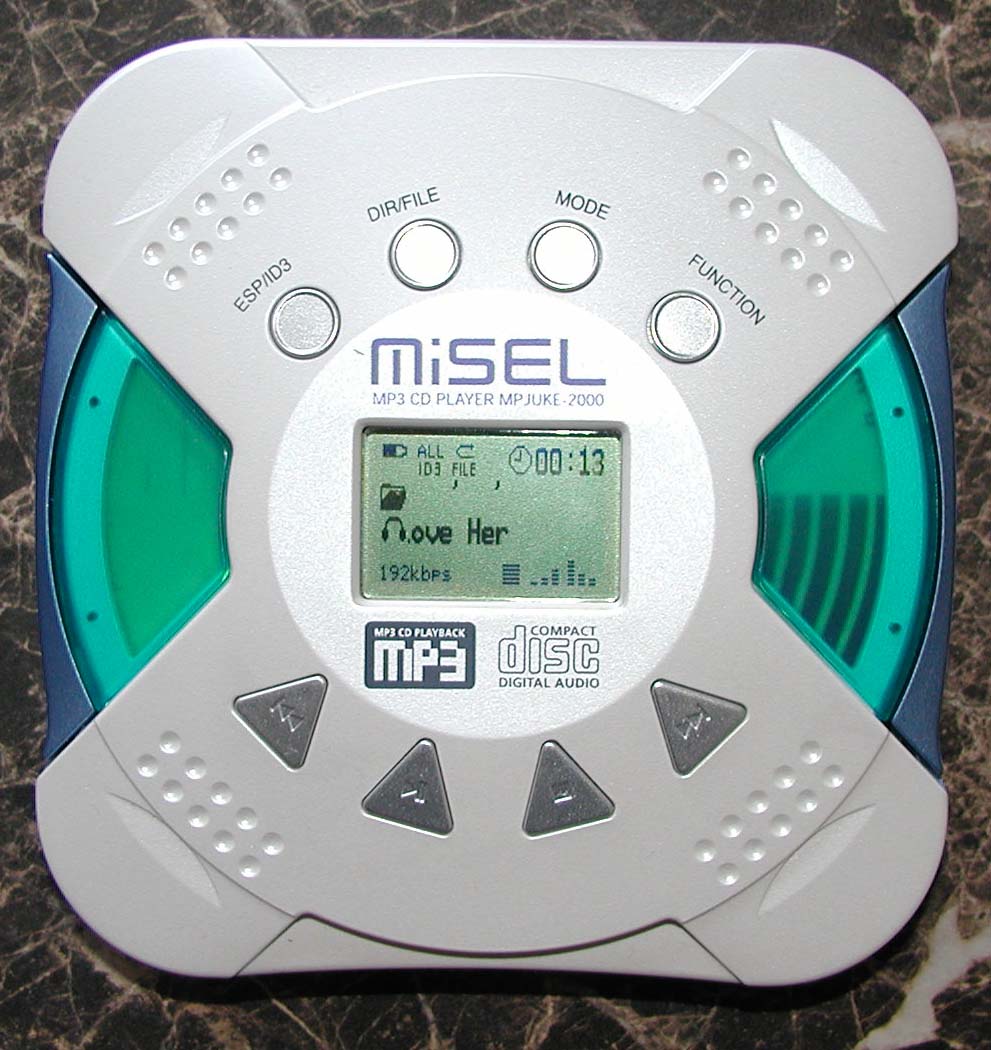 DIR/FILE
MODE
ESP/ID3
FUNCTION
MiSEL
MP3 CD PLAYER MPJUKE-2000
ALL
00:13
ID3 FILE
.ove Her
192kbps
MP3 CD PLAYBACK
mp3
COMPACT
disc
DIGITAL AUDIO